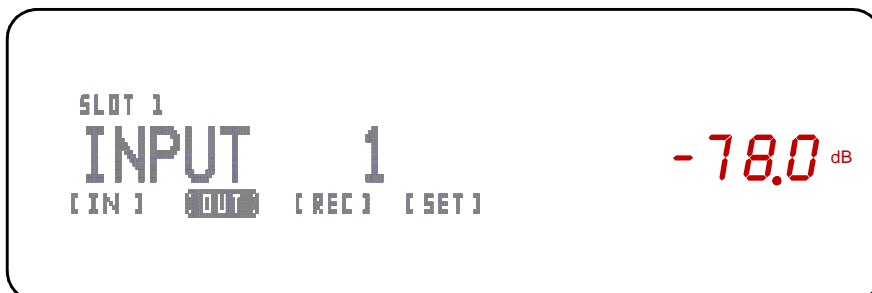 SLOT 1
INPUT 1
-78.0 dB
[IN] [OUT] [REC] [SET]